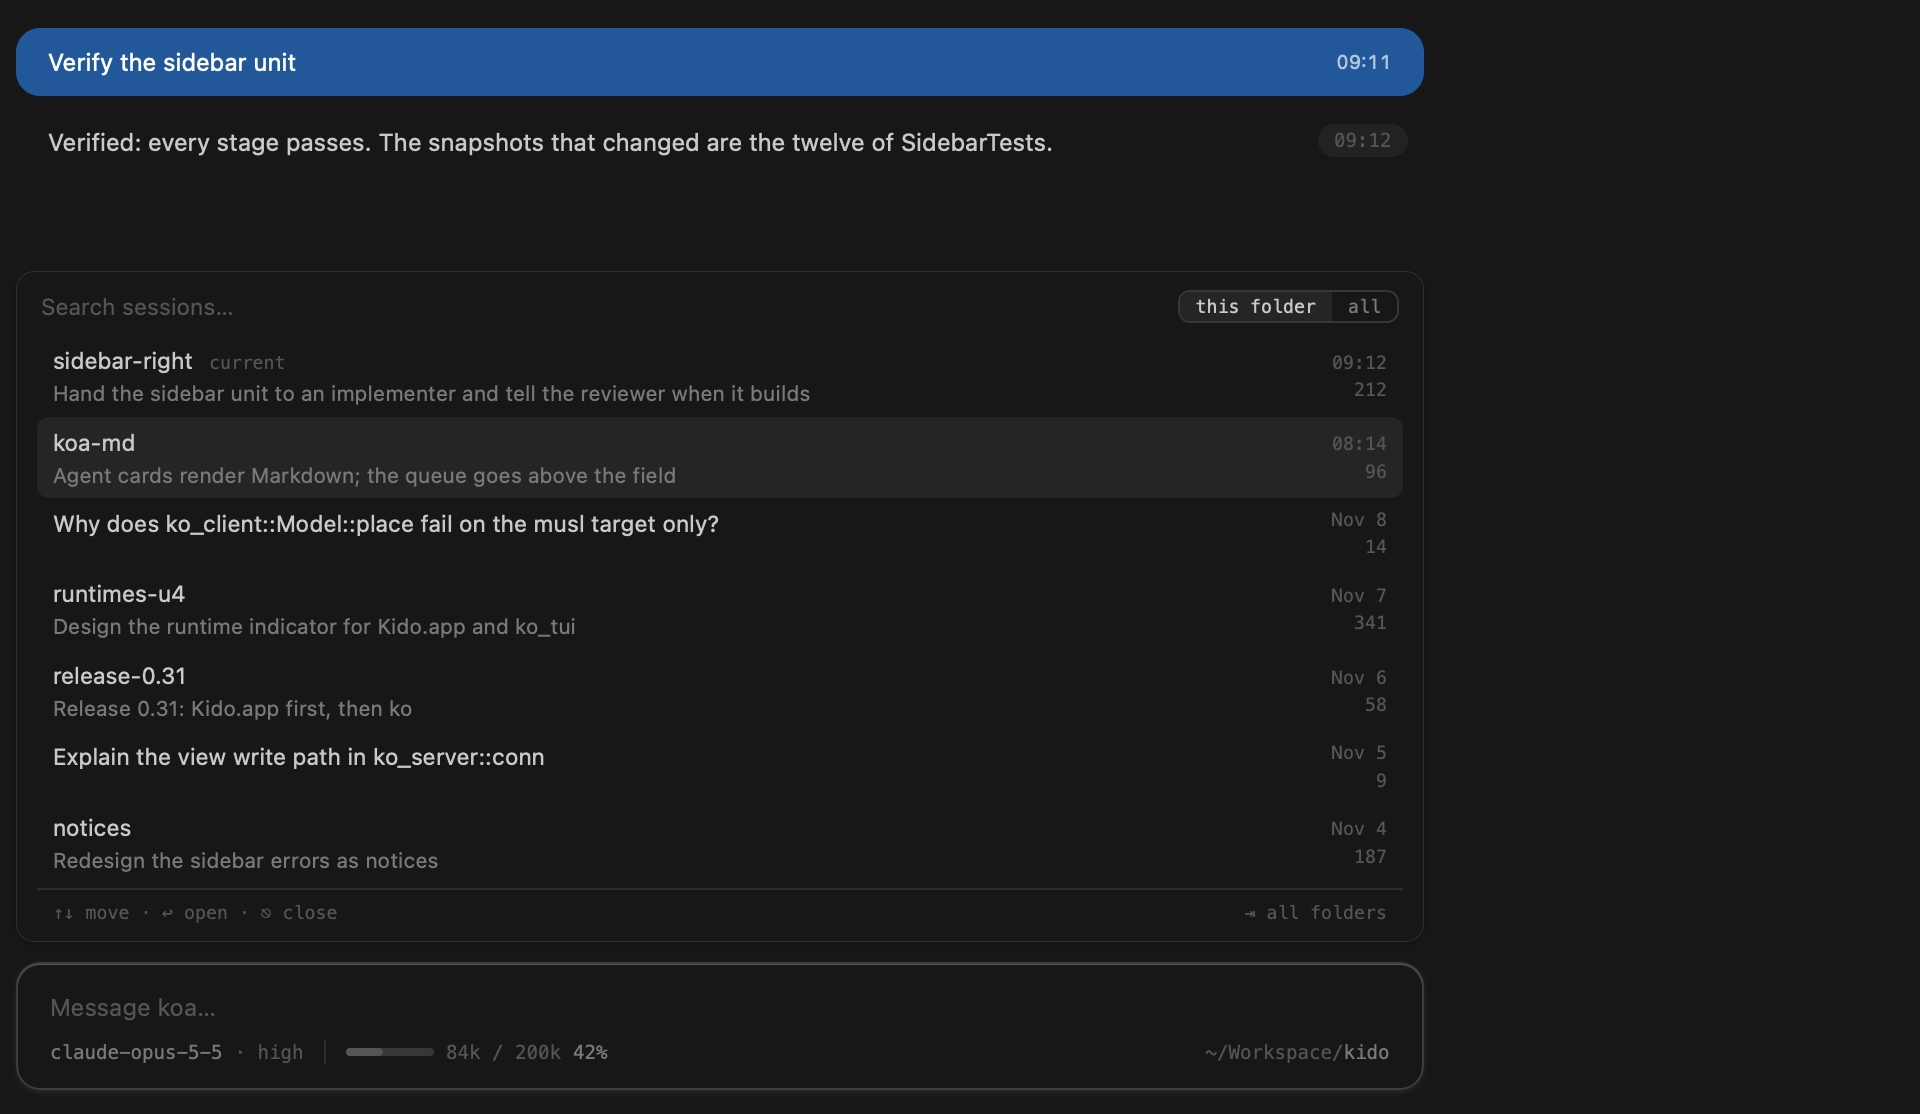 Verify the sidebar unit 09:11
Verified: every stage passes. The snapshots that changed are the twelve of SidebarTests. 09:12
Search sessions... this folder all
sidebar-right current 09:12
Hand the sidebar unit to an implementer and tell the reviewer when it builds 212
koa-md 08:14
Agent cards render Markdown; the queue goes above the field 96
Why does ko_client::Model::place fail on the musl target only? Nov 8
14
runtimes-u4 Nov 7
Design the runtime indicator for Kido.app and ko_tui 341
release-0.31 Nov 6
Release 0.31: Kido.app first, then ko 58
Explain the view write path in ko_server::conn Nov 5
9
notices Nov 4
Redesign the sidebar errors as notices 187
↑↓ move · ↩ open · ⎋ close ⇥ all folders
Message koa...
claude-opus-5-5 · high 84k / 200k 42% ~/Workspace/kido